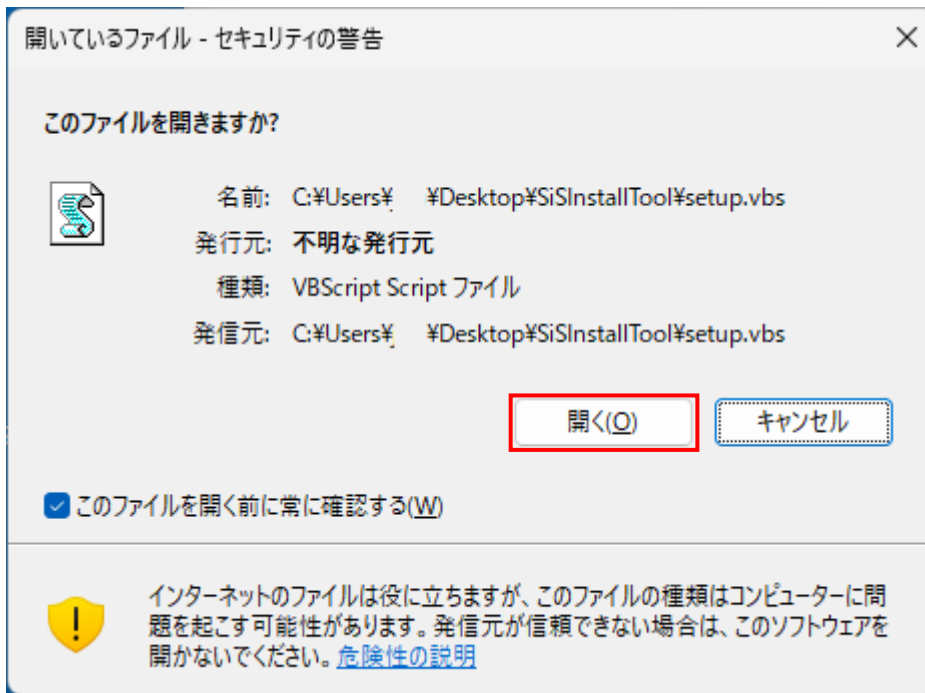 開いているファイル - セキュリティの警告
このファイルを開きますか?
名前: C:¥Users¥ ¥Desktop¥SiSInstallTool¥setup.vbs
発行元: 不明な発行元
種類: VBScript Script ファイル
発信元: C:¥Users¥ ¥Desktop¥SiSInstallTool¥setup.vbs
開く(O) キャンセル
このファイルを開く前に常に確認する(W)
インターネットのファイルは役に立ちますが、このファイルの種類はコンピューターに問
題を起こす可能性があります。発信元が信頼できない場合は、このソフトウェアを
開かないでください。危険性の説明